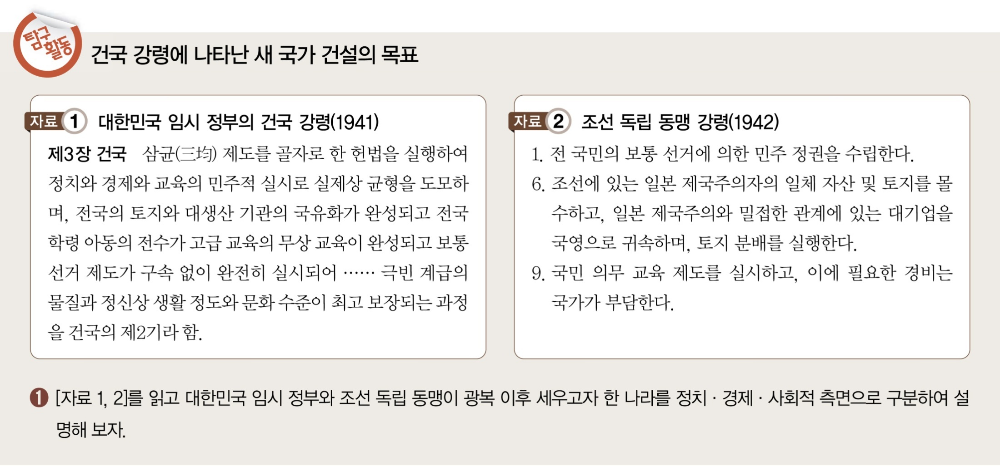 탐구
활동
건국 강령에 나타난 새 국가 건설의 목표
자료 1 대한민국 임시 정부의 건국 강령(1941)
제3장 건국 삼균(三均) 제도를 골자로 한 헌법을 실행하여
정치와 경제와 교육의 민주적 실시로 실제상 균형을 도모하
며, 전국의 토지와 대생산 기관의 국유화가 완성되고 전국
학령 아동의 전수가 고급 교육의 무상 교육이 완성되고 보통
선거 제도가 구속 없이 완전히 실시되어 …… 극빈 계급의
물질과 정신상 생활 정도와 문화 수준이 최고 보장되는 과정
을 건국의 제2기라 함.
자료 2 조선 독립 동맹 강령(1942)
1. 전 국민의 보통 선거에 의한 민주 정권을 수립한다.
6. 조선에 있는 일본 제국주의자의 일체 자산 및 토지를 몰
수하고, 일본 제국주의와 밀접한 관계에 있는 대기업을
국영으로 귀속하며, 토지 분배를 실행한다.
9. 국민 의무 교육 제도를 실시하고, 이에 필요한 경비는
국가가 부담한다.
1 [자료 1, 2]를 읽고 대한민국 임시 정부와 조선 독립 동맹이 광복 이후 세우고자 한 나라를 정치·경제·사회적 측면으로 구분하여 설
명해 보자.